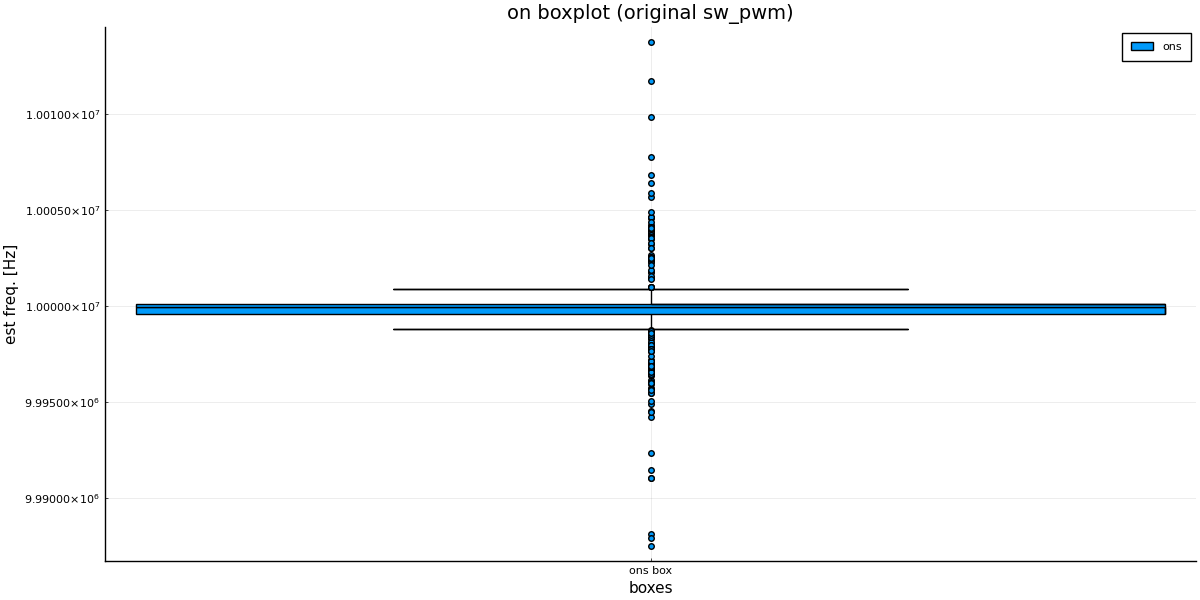 on boxplot (original sw_pwm)
ons
1.00100×10⁷
1.00050×10⁷
1.00000×10⁷
9.99500×10⁶
9.99000×10⁶
est freq. [Hz]
ons box
boxes